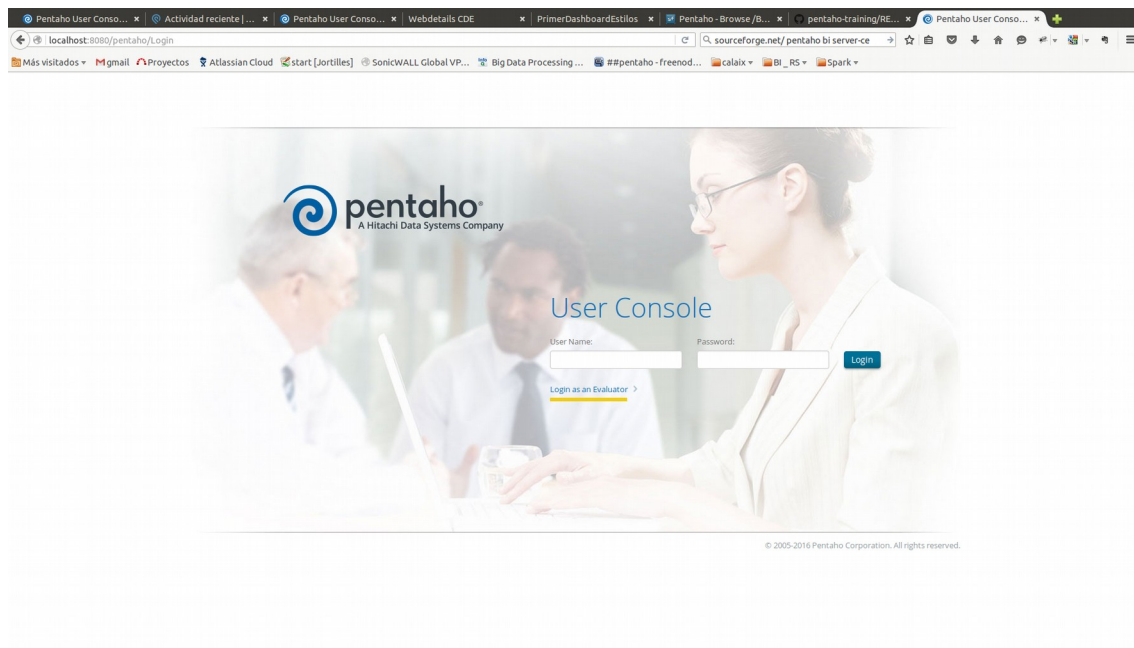 Pentaho User Conso...
Actividad reciente | ...
Pentaho User Conso...
Webdetails CDE
PrimerDashboardEstilos
Pentaho - Browse /B...
pentaho-training/RE...
Pentaho User Conso...
localhost:8080/pentaho/Login
sourceforge.net/ pentaho bi server-ce
Más visitados
gmail
Proyectos
Atlassian Cloud
start [Jortilles]
SonicWALL Global VP...
Big Data Processing ...
##pentaho - freenod...
calaix
BI_RS
Spark
pentaho®
A Hitachi Data Systems Company
User Console
User Name:
Password:
Login
Login as an Evaluator >
© 2005-2016 Pentaho Corporation. All rights reserved.